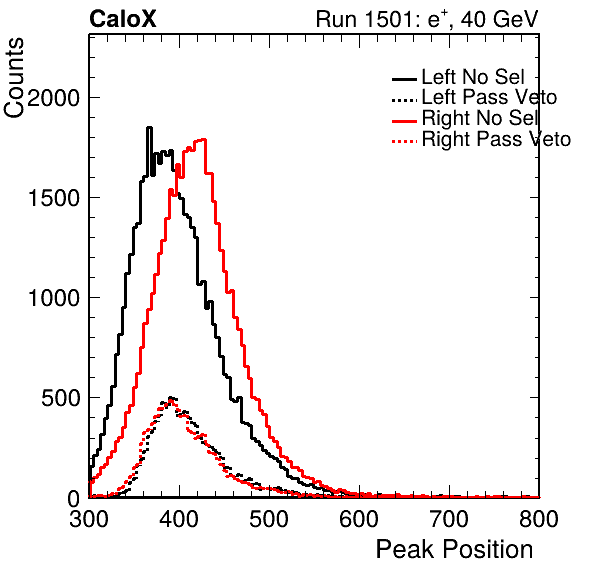 CaloX Run 1501: e+, 40 GeV
Counts
Left No Sel
Left Pass Veto
Right No Sel
Right Pass Veto
2000
1500
1000
500
0
300 400 500 600 700 800
Peak Position